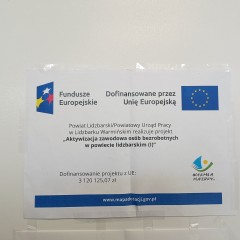 Fundusze Europejskie
Dofinansowane przez Unię Europejską
Powiat Lidzbarski/Powiatowy Urząd Pracy
w Lidzbarku Warmińskim realizuje projekt
„Aktywizacja zawodowa osób bezrobotnych
w powiecie lidzbarskim (I)”
Dofinansowanie projektu z UE:
3 120 125,07 zł
www.mapadotacji.gov.pl